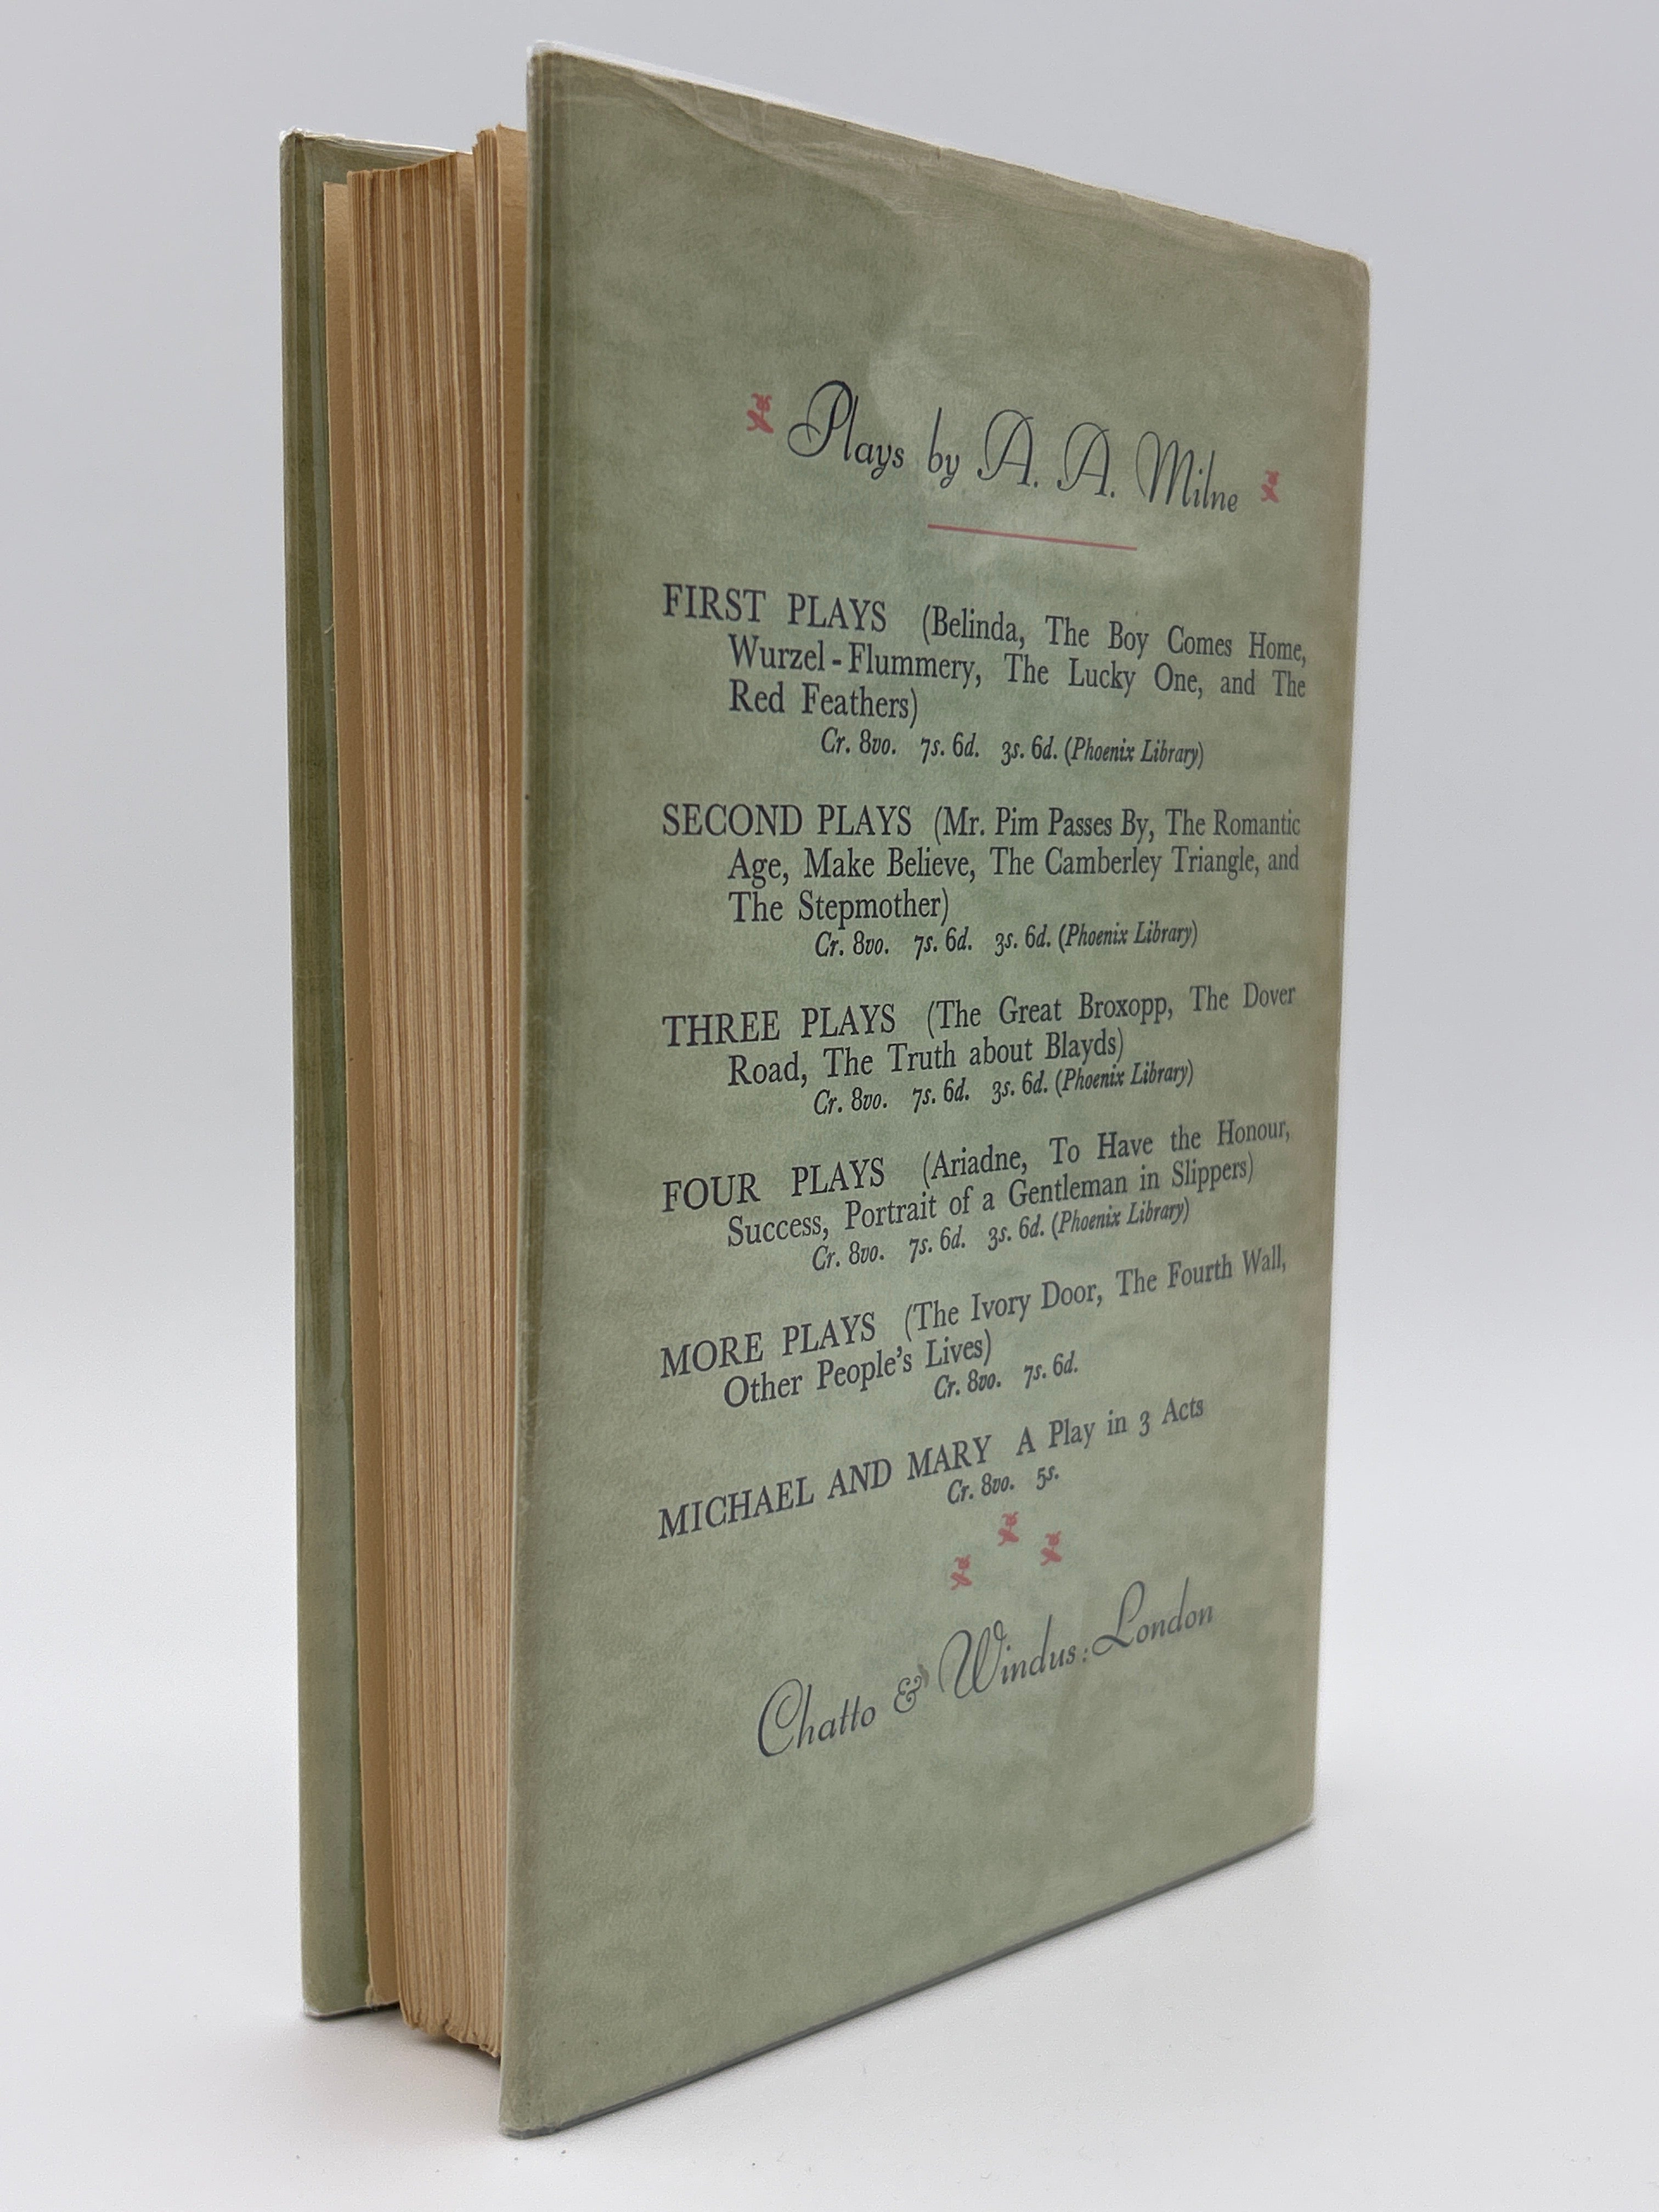 Plays by A. A. Milne
FIRST PLAYS (Belinda, The Boy Comes Home,
Wurzel-Flummery, The Lucky One, and The
Red Feathers)
Cr. 8vo. 7s. 6d. 3s. 6d. (Phoenix Library)
SECOND PLAYS (Mr. Pim Passes By, The Romantic
Age, Make Believe, The Camberley Triangle, and
The Stepmother)
Cr. 8vo. 7s. 6d. 3s. 6d. (Phoenix Library)
THREE PLAYS (The Great Broxopp, The Dover
Road, The Truth about Blayds)
Cr. 8vo. 7s. 6d. 3s. 6d. (Phoenix Library)
FOUR PLAYS (Ariadne, To Have the Honour,
Success, Portrait of a Gentleman in Slippers)
Cr. 8vo. 7s. 6d. 3s. 6d. (Phoenix Library)
MORE PLAYS (The Ivory Door, The Fourth Wall,
Other People's Lives)
Cr. 8vo. 7s. 6d.
MICHAEL AND MARY A Play in 3 Acts
Cr. 8vo. 5s.
Chatto & Windus : London